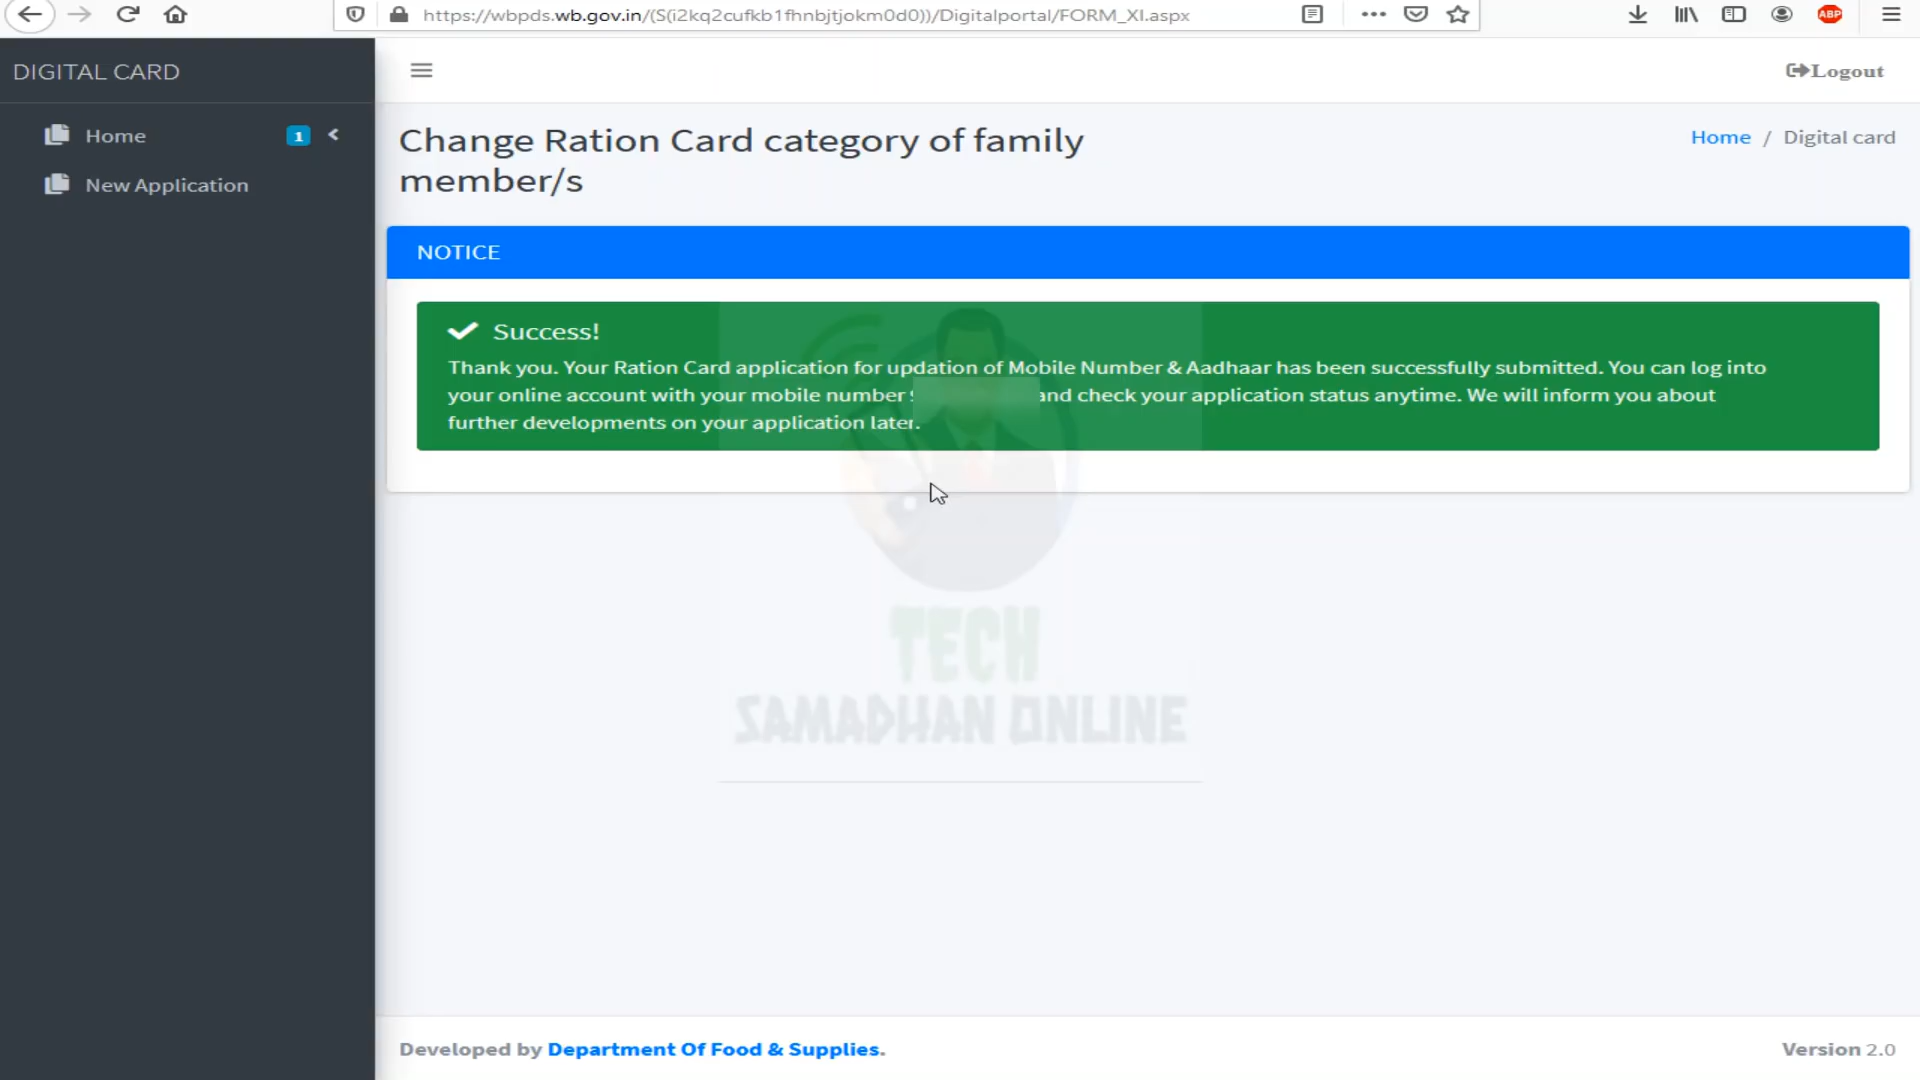 https://wbpds.wb.gov.in/(S(i2kq2cufkb1fhnbjtjokm0d0))/Digitalportal/FORM_XI.aspx
ABP
DIGITAL CARD
Logout
Home 1
New Application
Change Ration Card category of family
member/s
Home / Digital card
NOTICE
Success!
Thank you. Your Ration Card application for updation of Mobile Number & Aadhaar has been successfully submitted. You can log into
your online account with your mobile number and check your application status anytime. We will inform you about
further developments on your application later.
TECH
SAMADHAN ONLINE
Developed by Department Of Food & Supplies.
Version 2.0